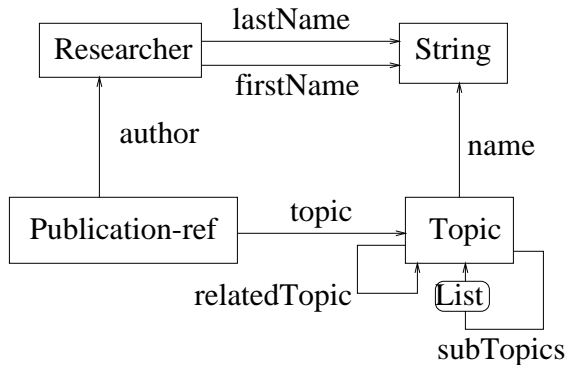 lastName
Researcher
String
firstName
author
name
Publication-ref
topic
Topic
relatedTopic
List
subTopics